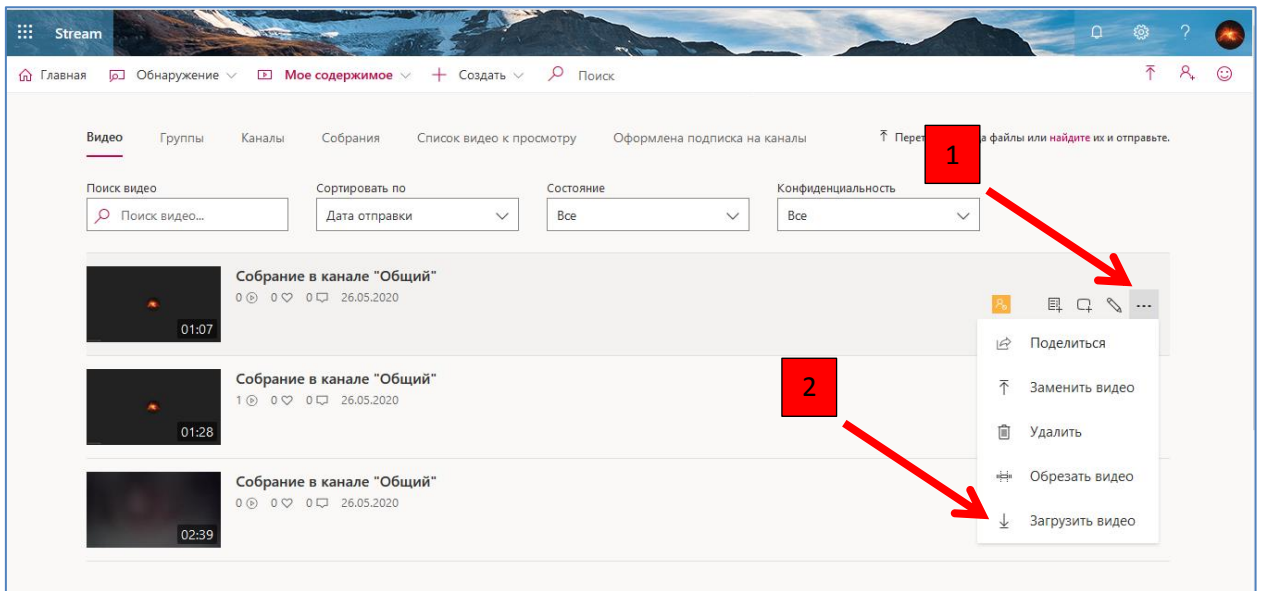 Stream
?
Главная Обнаружение Мое содержимое Создать Поиск
Видео Группы Каналы Собрания Список видео к просмотру Оформлена подписка на каналы файлы или найдите их и отправьте.
1
Поиск видео Сортировать по Состояние Конфиденциальность
Поиск видео... Дата отправки Все Все
Собрание в канале "Общий"
0 0 0 26.05.2020
01:07
...
Поделиться
Собрание в канале "Общий"
1 0 0 26.05.2020
01:28
2
Заменить видео
Удалить
Собрание в канале "Общий"
0 0 0 26.05.2020
02:39
Обрезать видео
Загрузить видео